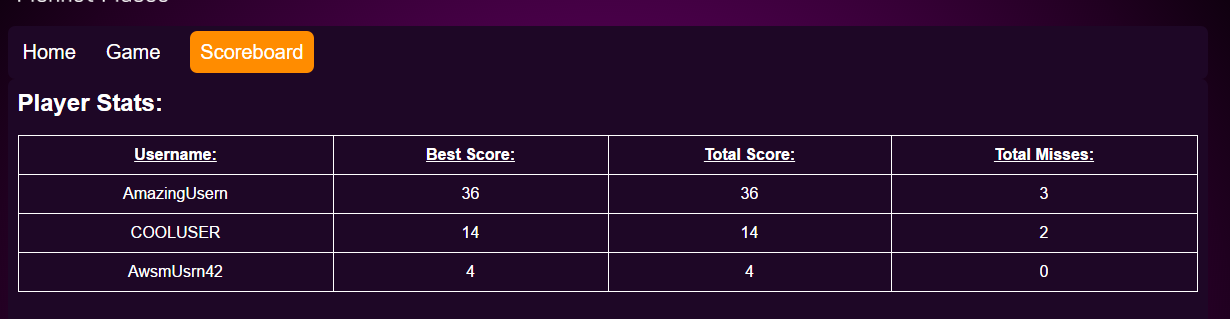 Home Game Scoreboard
Player Stats:
Username: Best Score: Total Score: Total Misses:
AmazingUsern 36 36 3
COOLUSER 14 14 2
AwsmUsrn42 4 4 0